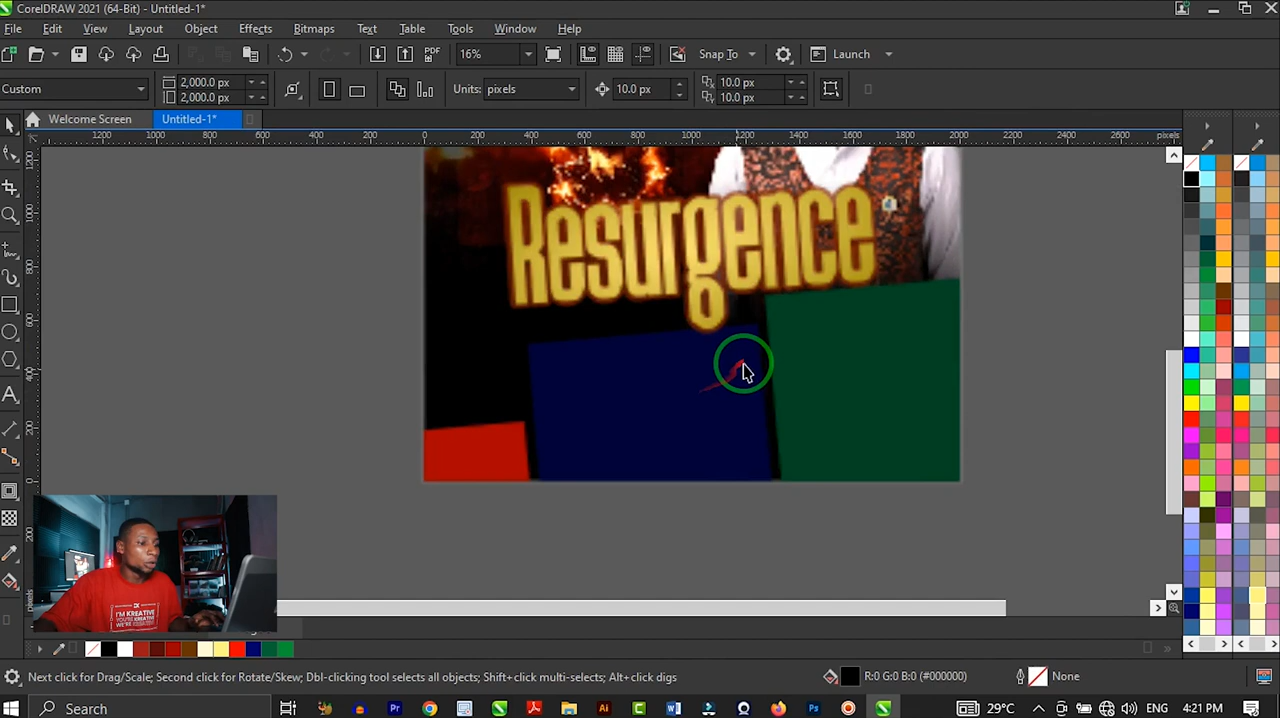 CorelDRAW 2021 (64-Bit) - Untitled-1*
File Edit View Layout Object Effects Bitmaps Text Table Tools Window Help
PDF 16% Snap To Launch
Custom 2,000.0 px 2,000.0 px Units: pixels 10.0 px 10.0 px 10.0 px
Welcome Screen Untitled-1*
1200 1000 800 600 400 200 0 200 400 600 800 1000 1200 1400 1600 1800 2000 2200 2400 2600 pixels
Resurgence
I'M KREATIVE
YOU'RE KREATIVE
Next click for Drag/Scale; Second click for Rotate/Skew; Dbl-clicking tool selects all objects; Shift+click multi-selects; Alt+click digs
R:0 G:0 B:0 (#000000) None
Search 29°C ENG 4:21 PM